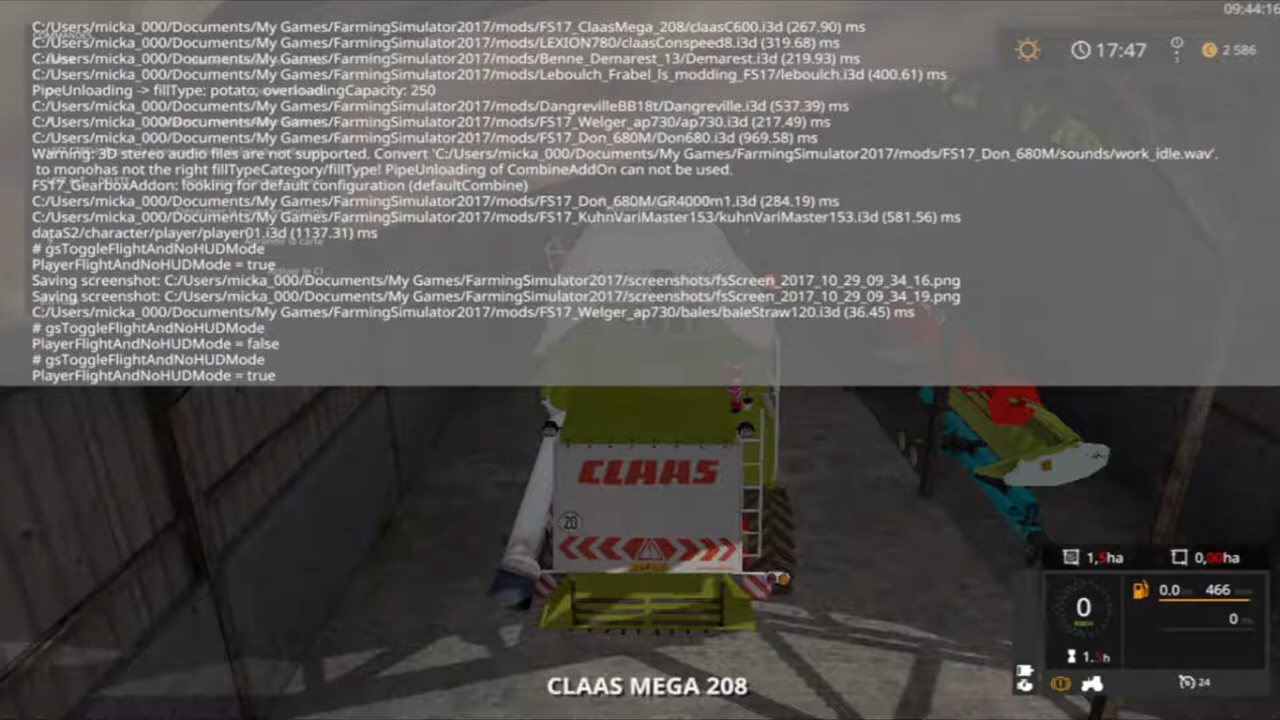 09:44:16
C:/Users/micka_000/Documents/My Games/FarmingSimulator2017/mods/FS17_ClaasMega_208/claasC600.i3d (267.90) ms
C:/Users/micka_000/Documents/My Games/FarmingSimulator2017/mods/LEXION780/claasConspeed8.i3d (319.68) ms
C:/Users/micka_000/Documents/My Games/FarmingSimulator2017/mods/Benne_Demarest_13/Demarest.i3d (219.93) ms
C:/Users/micka_000/Documents/My Games/FarmingSimulator2017/mods/Leboulch_Frabel_ls_modding_FS17/leboulch.i3d (400.61) ms
PipeUnloading -> fillType: potato, overloadingCapacity: 250
C:/Users/micka_000/Documents/My Games/FarmingSimulator2017/mods/DangrevilleBB18t/Dangreville.i3d (537.39) ms
C:/Users/micka_000/Documents/My Games/FarmingSimulator2017/mods/FS17_Welger_ap730/ap730.i3d (217.49) ms
C:/Users/micka_000/Documents/My Games/FarmingSimulator2017/mods/FS17_Don_680M/Don680.i3d (969.58) ms
Warning: 3D stereo audio files are not supported. Convert 'C:/Users/micka_000/Documents/My Games/FarmingSimulator2017/mods/FS17_Don_680M/sounds/work_idle.wav'.
to monohas not the right fillTypeCategory/fillType! PipeUnloading of CombineAddOn can not be used.
FS17_GearboxAddon: looking for default configuration (defaultCombine)
C:/Users/micka_000/Documents/My Games/FarmingSimulator2017/mods/FS17_Don_680M/GR4000m1.i3d (284.19) ms
C:/Users/micka_000/Documents/My Games/FarmingSimulator2017/mods/FS17_KuhnVariMaster153/kuhnVariMaster153.i3d (581.56) ms
dataS2/character/player/player01.i3d (1137.31) ms
# gsToggleFlightAndNoHUDMode
PlayerFlightAndNoHUDMode = true
Saving screenshot: C:/Users/micka_000/Documents/My Games/FarmingSimulator2017/screenshots/fsScreen_2017_10_29_09_34_16.png
Saving screenshot: C:/Users/micka_000/Documents/My Games/FarmingSimulator2017/screenshots/fsScreen_2017_10_29_09_34_19.png
C:/Users/micka_000/Documents/My Games/FarmingSimulator2017/mods/FS17_Welger_ap730/bales/baleStraw120.i3d (36.45) ms
# gsToggleFlightAndNoHUDMode
PlayerFlightAndNoHUDMode = false
# gsToggleFlightAndNoHUDMode
PlayerFlightAndNoHUDMode = true
17:47
2 586
CLAAS
20
1,5ha
0,00ha
0
0.0
466
0
1.5h
24
CLAAS MEGA 208